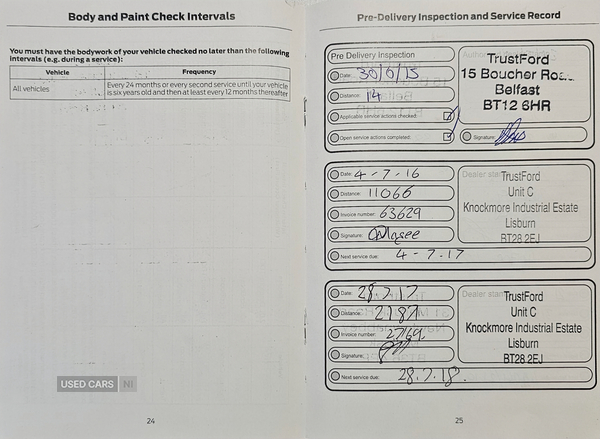 Body and Paint Check Intervals
You must have the bodywork of your vehicle checked no later than the following
intervals (e.g. during a service):
Vehicle Frequency
All vehicles Every 24 months or every second service until your vehicle
is six years old and then at least every 12 months thereafter
USED CARS NI
24
Pre-Delivery Inspection and Service Record
Pre Delivery Inspection
Date:
Distance: 14
Applicable service actions checked:
Open service actions completed:
TrustFord
15 Boucher
Belfast
BT12 6HR
Signature:
Date: 4-7-16
Distance: 11066
Invoice number: 63629
Signature:
Next service due: 4-7-17
Dealer
TrustFord
Unit C
Knockmore Industrial Estate
Lisburn
BT28 2EJ
Date: 28.7.17
Distance: 2187
Invoice number:
Signature:
Next service due: 28.7.18.
Dealer
TrustFord
Unit C
Knockmore Industrial Estate
Lisburn
BT28 2EJ
25